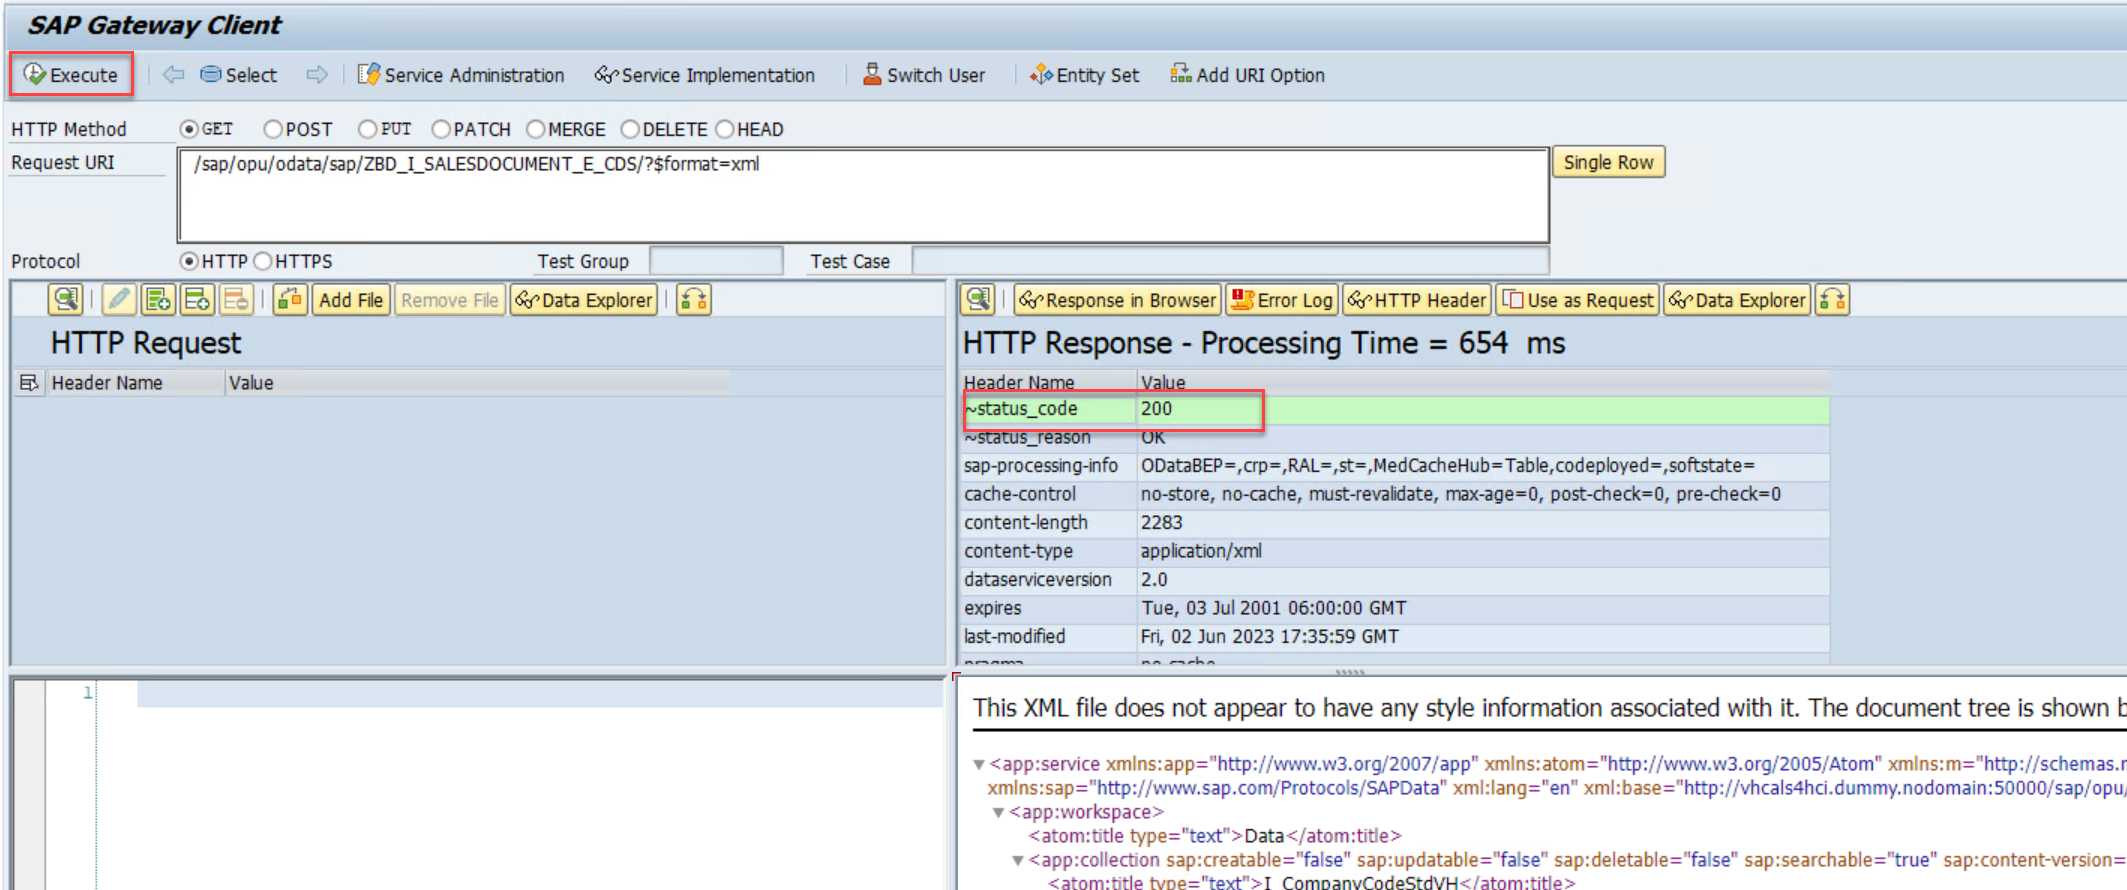 SAP Gateway Client
Execute Select Service Administration Service Implementation Switch User Entity Set Add URI Option
HTTP Method GET POST PUT PATCH MERGE DELETE HEAD
Request URI /sap/opu/odata/sap/ZBD_I_SALESDOCUMENT_E_CDS/?$format=xml Single Row
Protocol HTTP HTTPS Test Group Test Case
Add File Remove File Data Explorer
HTTP Request
Header Name Value
1
Response in Browser Error Log HTTP Header Use as Request Data Explorer
HTTP Response - Processing Time = 654 ms
Header Name Value
~status_code 200
~status_reason OK
sap-processing-info ODataBEP=,crp=,RAL=,st=,MedCacheHub=Table,codeployed=,softstate=
cache-control no-store, no-cache, must-revalidate, max-age=0, post-check=0, pre-check=0
content-length 2283
content-type application/xml
dataserviceversion 2.0
expires Tue, 03 Jul 2001 06:00:00 GMT
last-modified Fri, 02 Jun 2023 17:35:59 GMT
pragma no-cache
This XML file does not appear to have any style information associated with it. The document tree is shown b
<app:service xmlns:app="http://www.w3.org/2007/app" xmlns:atom="http://www.w3.org/2005/Atom" xmlns:m="http://schemas.
xmlns:sap="http://www.sap.com/Protocols/SAPData" xml:lang="en" xml:base="http://vhcals4hci.dummy.nodomain:50000/sap/opu/
<app:workspace>
<atom:title type="text">Data</atom:title>
<app:collection sap:creatable="false" sap:updatable="false" sap:deletable="false" sap:searchable="true" sap:content-version=
<atom:title type="text">I_CompanyCodeStdVH</atom:title>